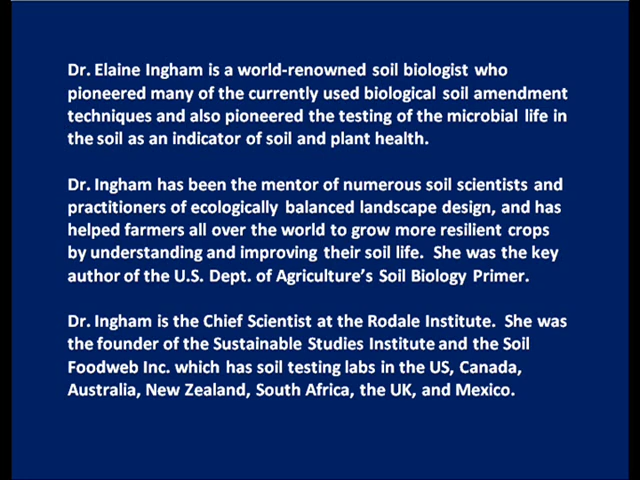 Dr. Elaine Ingham is a world-renowned soil biologist who
pioneered many of the currently used biological soil amendment
techniques and also pioneered the testing of the microbial life in
the soil as an indicator of soil and plant health.
Dr. Ingham has been the mentor of numerous soil scientists and
practitioners of ecologically balanced landscape design, and has
helped farmers all over the world to grow more resilient crops
by understanding and improving their soil life. She was the key
author of the U.S. Dept. of Agriculture's Soil Biology Primer.
Dr. Ingham is the Chief Scientist at the Rodale Institute. She was
the founder of the Sustainable Studies Institute and the Soil
Foodweb Inc. which has soil testing labs in the US, Canada,
Australia, New Zealand, South Africa, the UK, and Mexico.